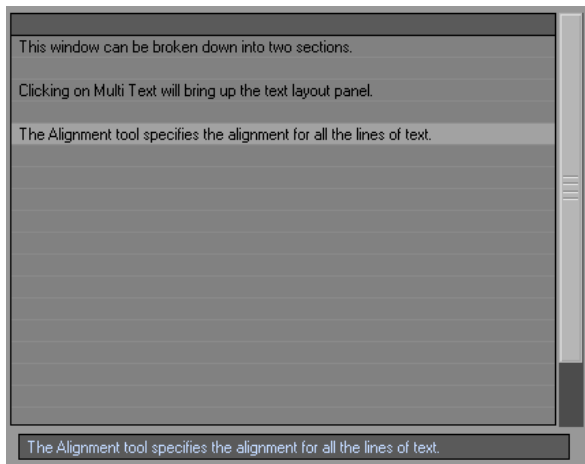 This window can be broken down into two sections.
Clicking on Multi Text will bring up the text layout panel.
The Alignment tool specifies the alignment for all the lines of text.
The Alignment tool specifies the alignment for all the lines of text.